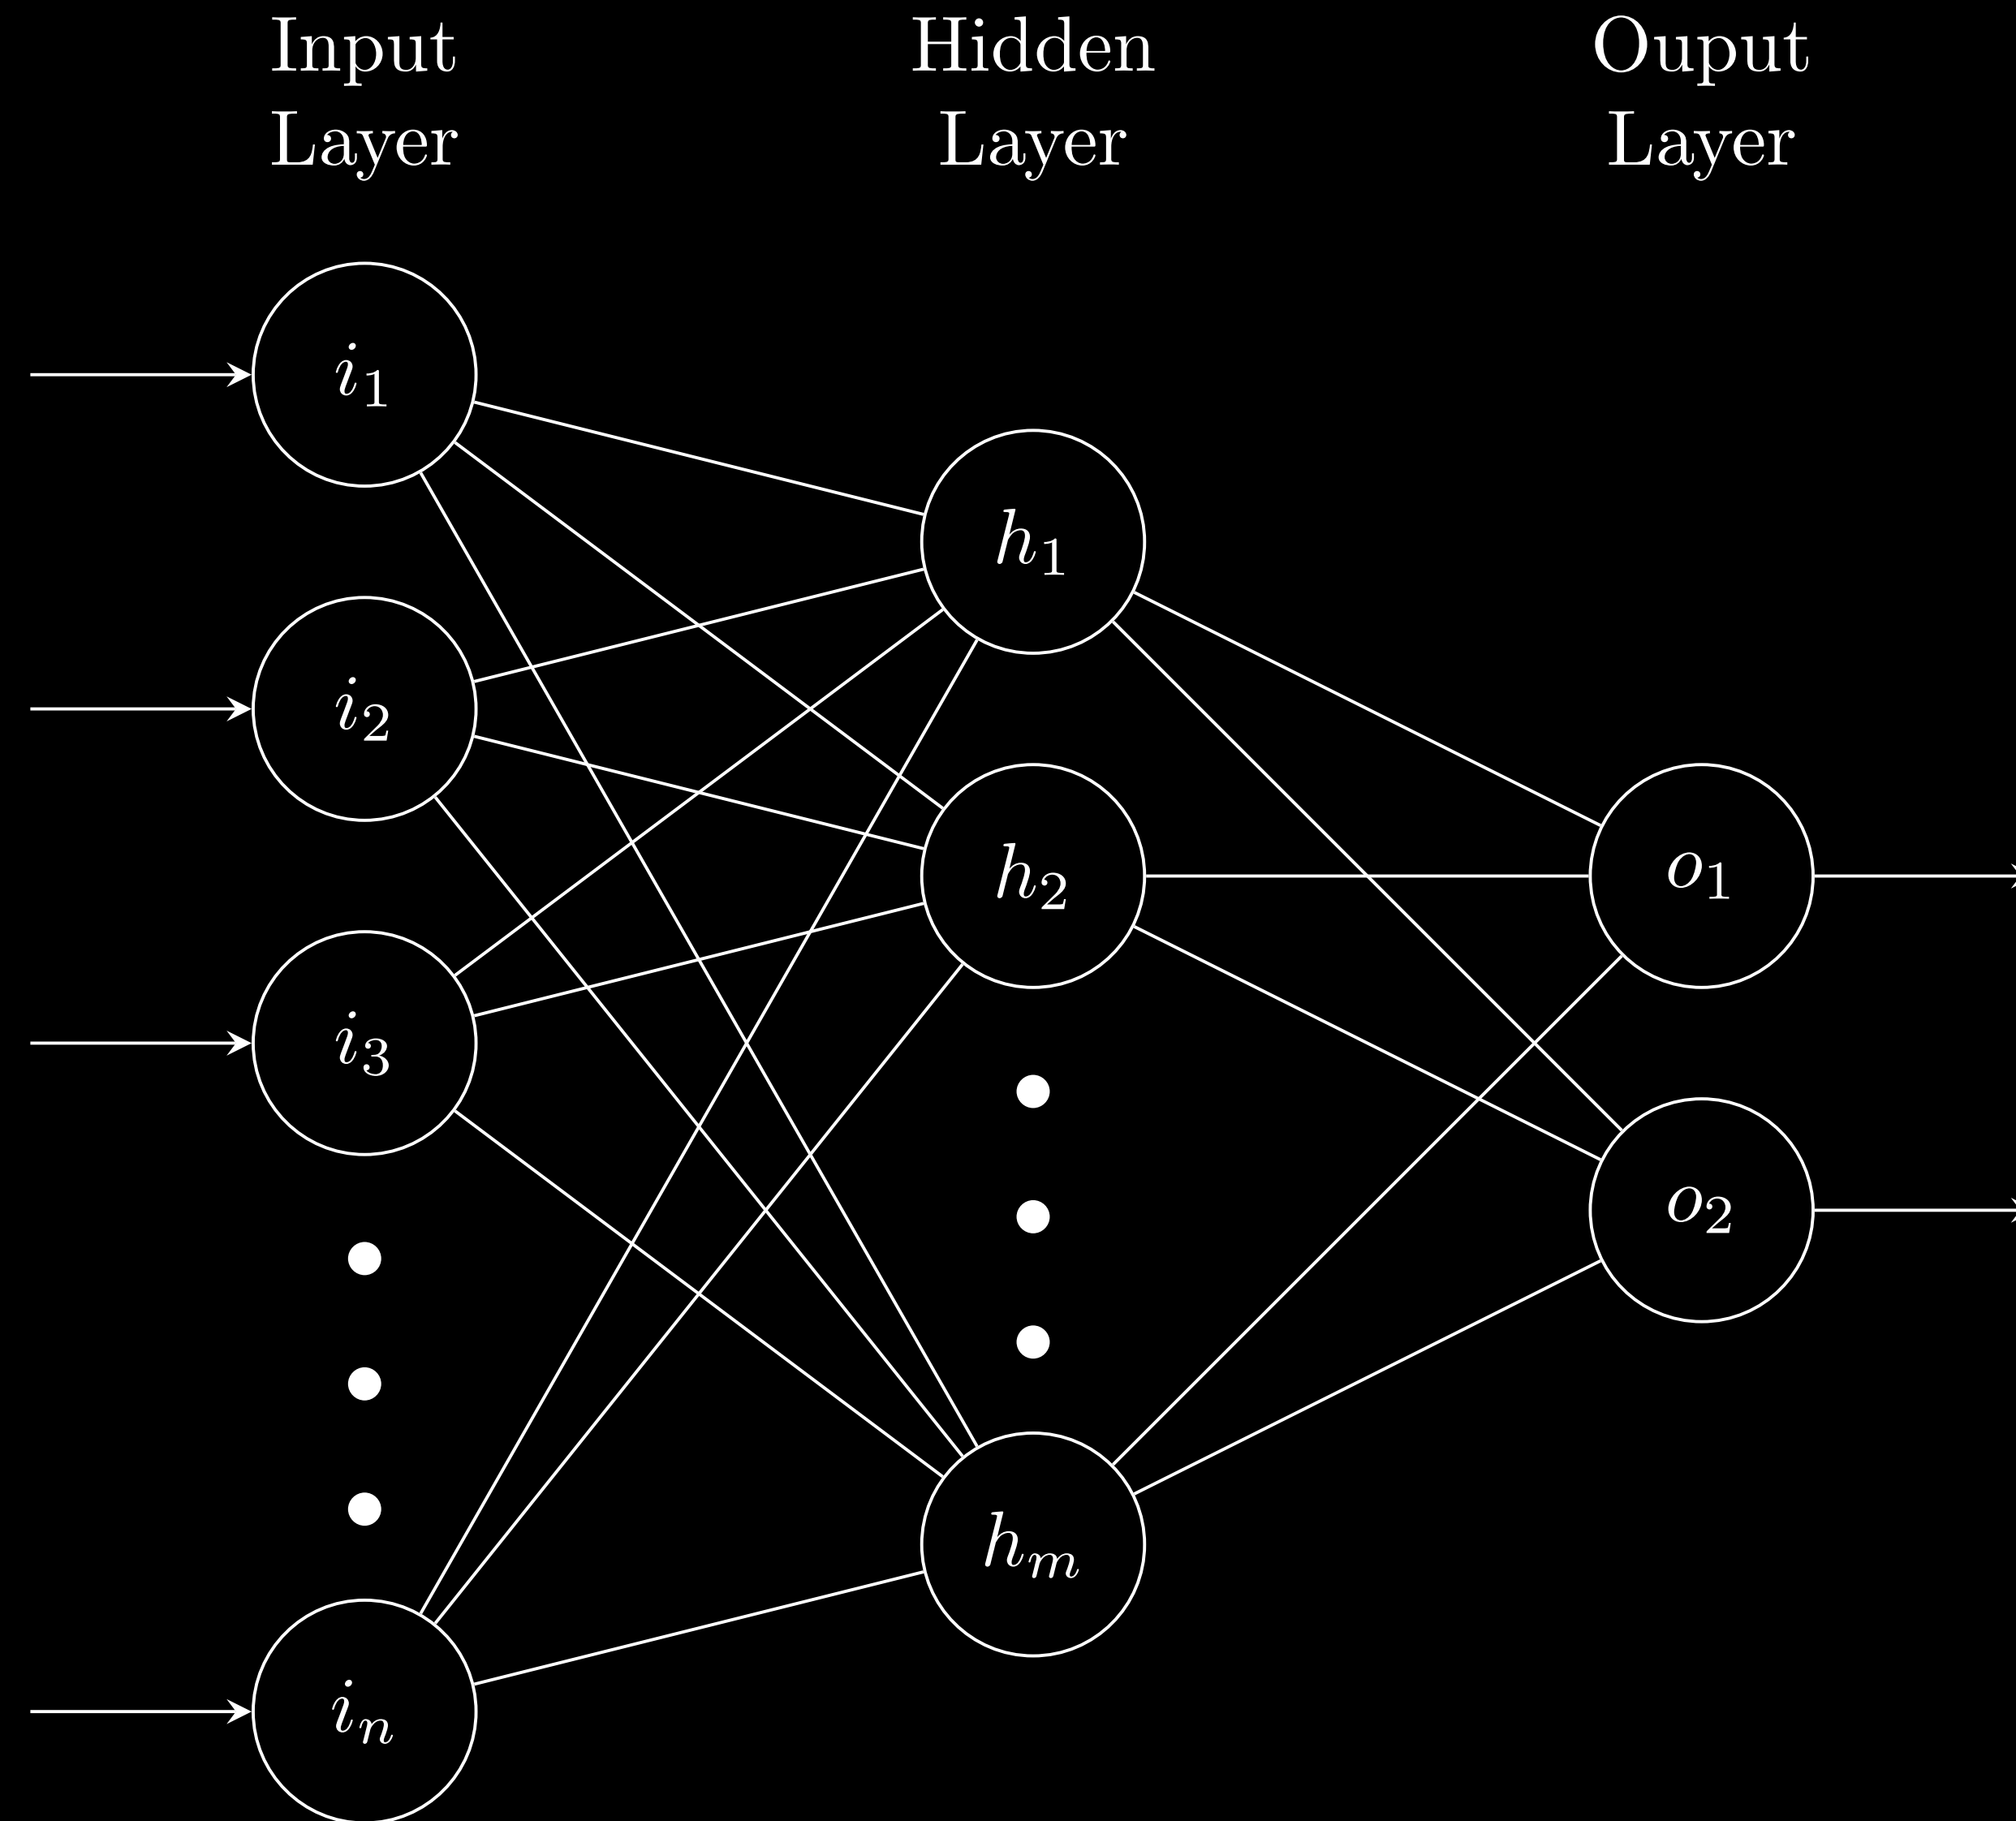 Input Hidden Ouput
Layer Layer Layer
i1
h1
i2
h2
o1
i3
o2
hm
in